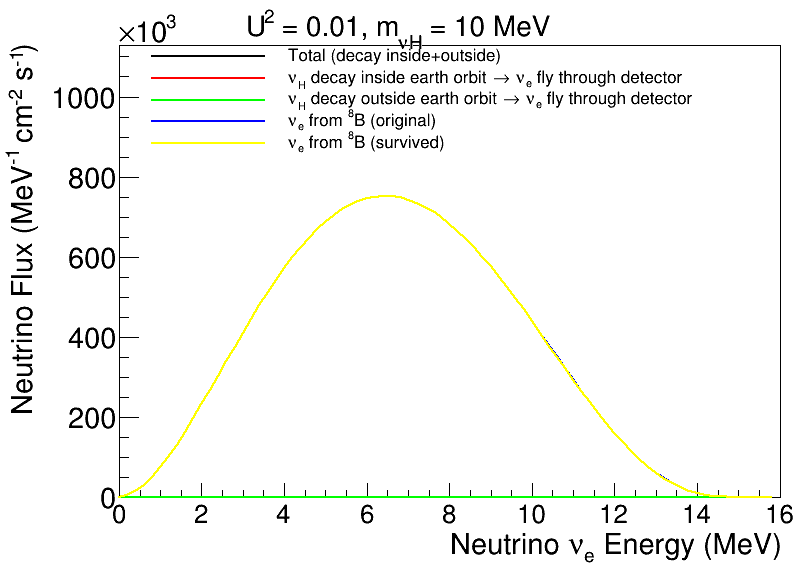 ×10³
U² = 0.01, m_νH = 10 MeV
Total (decay inside+outside)
ν_H decay inside earth orbit → ν_e fly through detector
ν_H decay outside earth orbit → ν_e fly through detector
ν_e from ⁸B (original)
ν_e from ⁸B (survived)
Neutrino Flux (MeV⁻¹ cm⁻² s⁻¹)
1000
800
600
400
200
0
0 2 4 6 8 10 12 14 16
Neutrino ν_e Energy (MeV)